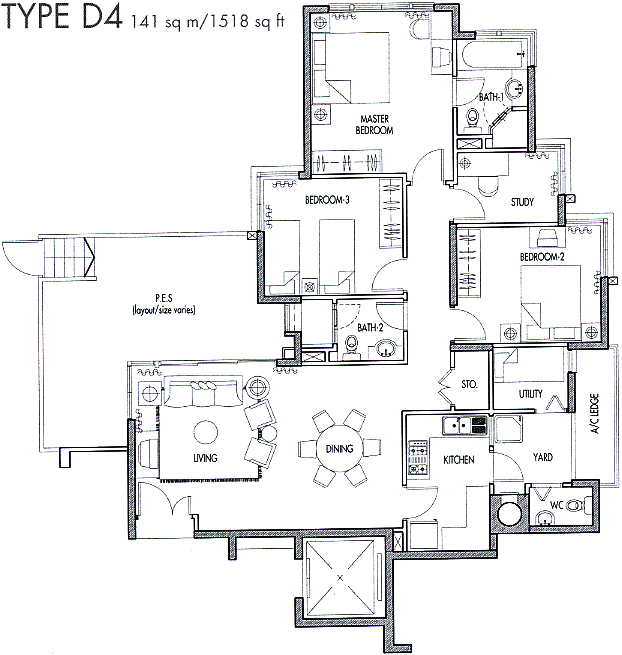 TYPE D4 141 sq m/1518 sq ft
BATH-1
MASTER
BEDROOM
BEDROOM-3
STUDY
BEDROOM-2
P.E.S
(layout/size varies)
BATH-2
STO.
UTILITY
A/C LEDGE
LIVING
DINING
KITCHEN
YARD
WC